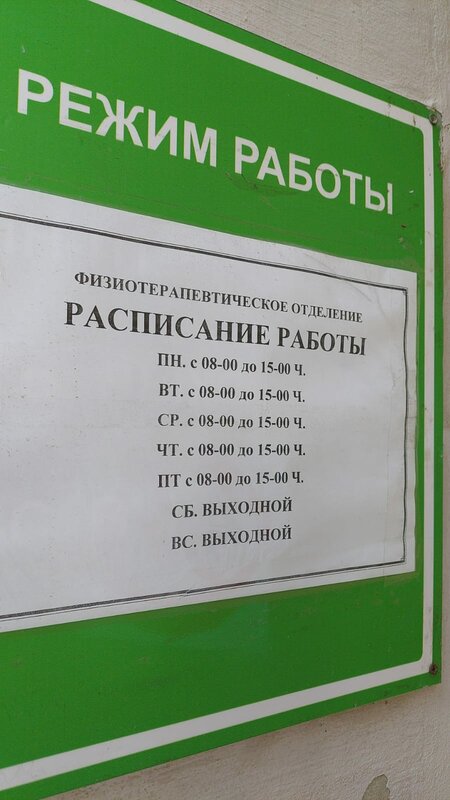 РЕЖИМ РАБОТЫ
ФИЗИОТЕРАПЕВТИЧЕСКОЕ ОТДЕЛЕНИЕ
РАСПИСАНИЕ РАБОТЫ
ПН. с 08-00 до 15-00 Ч.
ВТ. с 08-00 до 15-00 Ч.
СР. с 08-00 до 15-00 Ч.
ЧТ. с 08-00 до 15-00 Ч.
ПТ с 08-00 до 15-00 Ч.
СБ. ВЫХОДНОЙ
ВС. ВЫХОДНОЙ